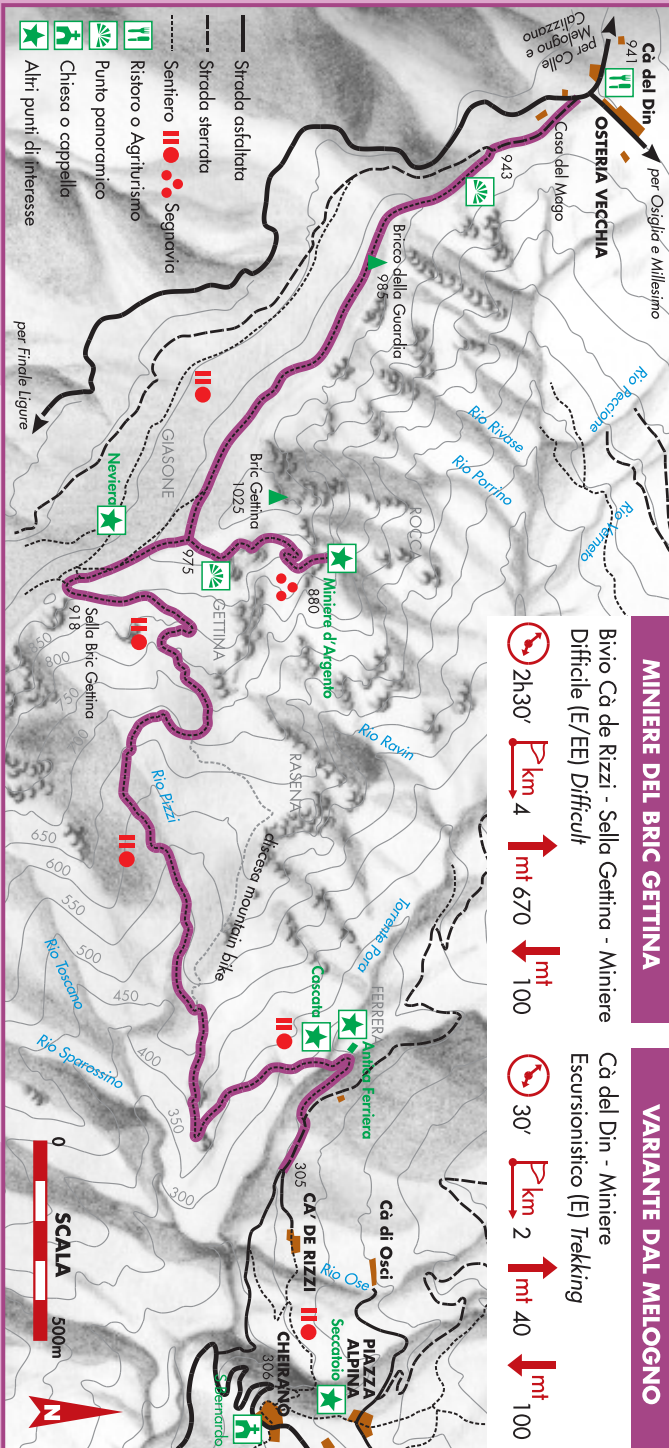 MINIERE DEL BRIC GETTINA
Bivio Cà de Rizzi - Sella Gettina - Miniere
Difficile (E/EE) Difficult
2h30’ km 4 mt 670 mt 100
VARIANTE DAL MELOGNO
Cà del Din - Miniere
Escursionistico (E) Trekking
30’ km 2 mt 40 mt 100
Cà del Din
941
per Colle
Melogno e
Calizzano
OSTERIA VECCHIA
per Osiglia e Millesimo
Casa del Mago
943
Bricco della Guardia
985
Rio Peccione
Rio Rivase
Rio Porrino
Rio Vernelo
ROCC
Bric Gettina
1025
GIASONE
Neviera
975
GETTINA
Miniere d’Argento
880
Sella Bric Gettina
918
850
800
Rio Ravin
RASENA
discesa mountain bike
Rio Pizzi
Torrente Pora
FERRERA
Cascata
Antica Ferriera
650
600
550
500
450
400
350
300
Rio Toscano
Rio Sparossino
305
CA’ DE RIZZI
Cà di Osci
Rio Ose
PIAZZA
ALPINA
Seccatoio
CHERANO
306
S.Bernardo
per Finale Ligure
Strada asfaltata
Strada sterrata
Sentiero
Segnavia
Ristoro o Agriturismo
Punto panoramico
Chiesa o cappella
Altri punti di interesse
0 500m
SCALA
N